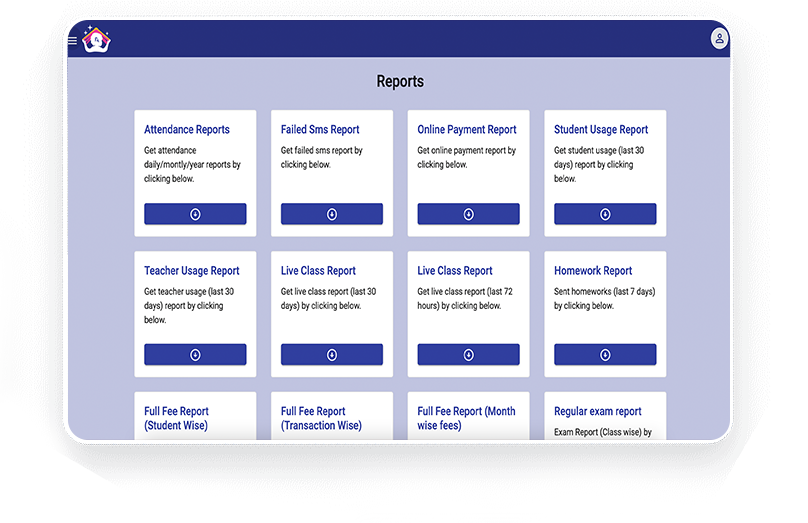 Reports
Attendance Reports
Get attendance
daily/montly/year reports by
clicking below.
Failed Sms Report
Get failed sms report by
clicking below.
Online Payment Report
Get online payment report by
clicking below.
Student Usage Report
Get student usage (last 30
days) report by clicking
below.
Teacher Usage Report
Get teacher usage (last 30
days) report by clicking
below.
Live Class Report
Get live class report (last 30
days) by clicking below.
Live Class Report
Get live class report (last 72
hours) by clicking below.
Homework Report
Sent homeworks (last 7 days)
by clicking below.
Full Fee Report
(Student Wise)
Full Fee Report
(Transaction Wise)
Full Fee Report (Month
wise fees)
Regular exam report
Exam Report (Class wise) by